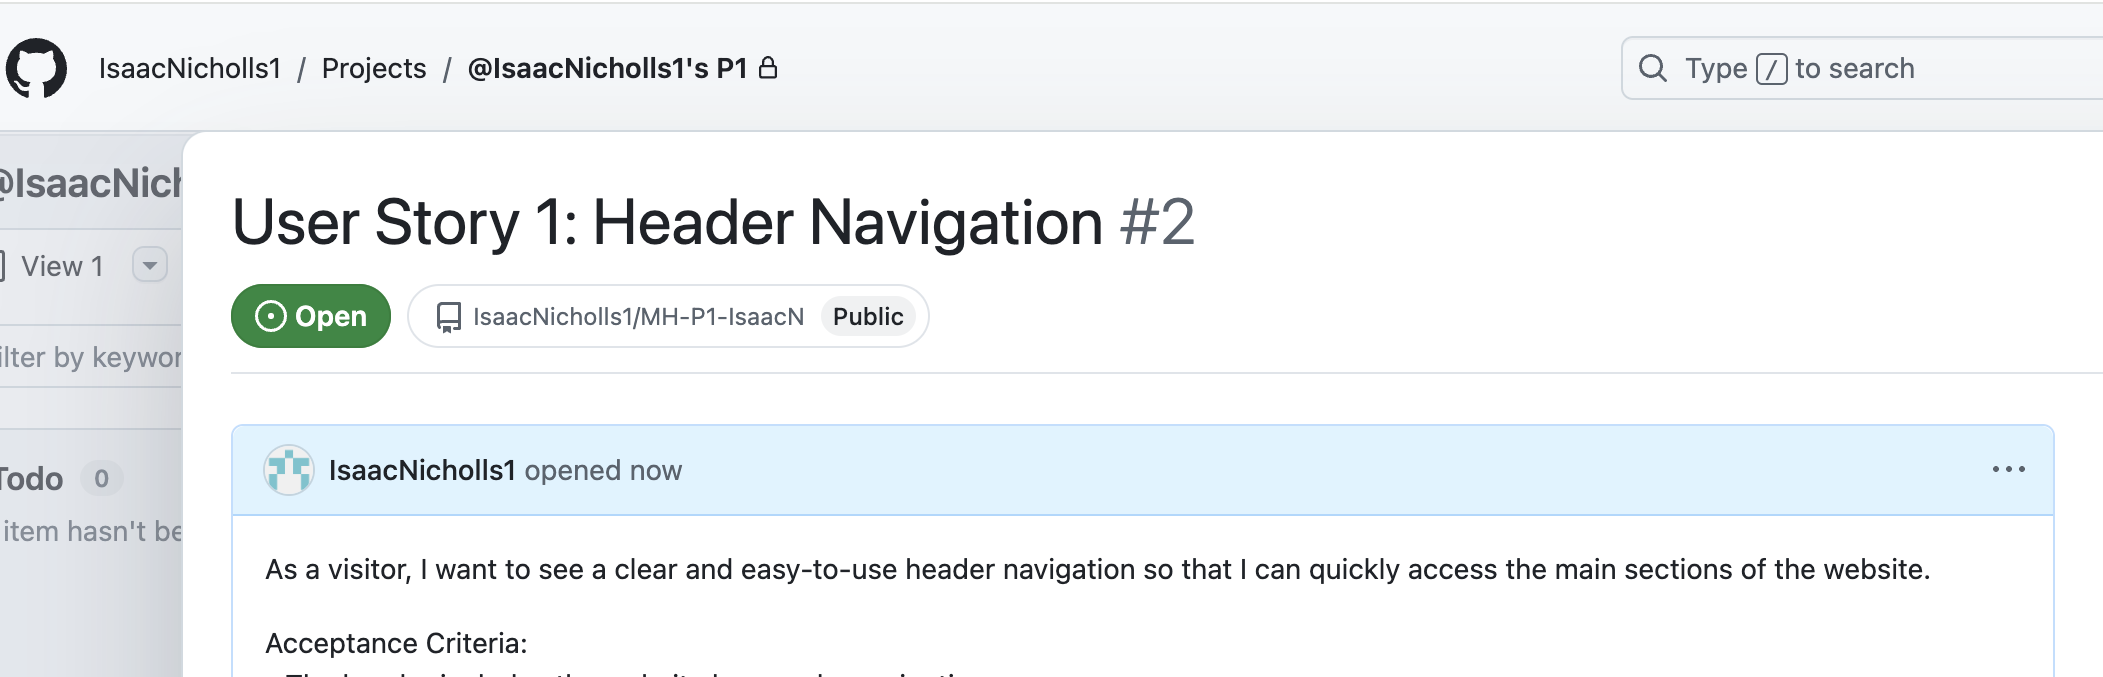 IsaacNicholls1 / Projects / @IsaacNicholls1's P1
Type / to search
@IsaacNich
View 1
ilter by keywor
Todo 0
item hasn't be
User Story 1: Header Navigation #2
Open
IsaacNicholls1/MH-P1-IsaacN Public
IsaacNicholls1 opened now
As a visitor, I want to see a clear and easy-to-use header navigation so that I can quickly access the main sections of the website.
Acceptance Criteria: